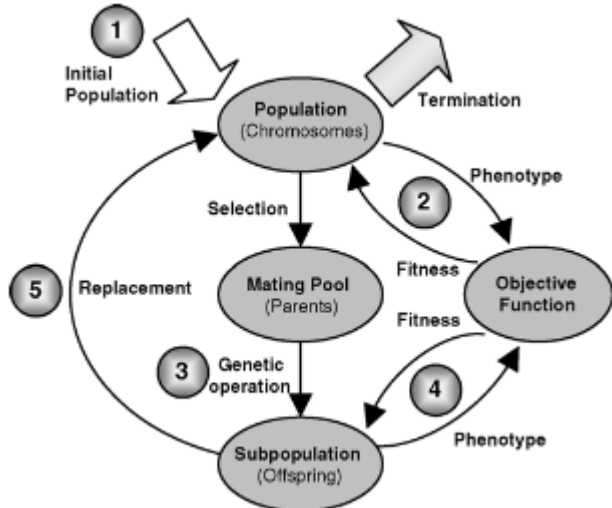 1
Initial
Population
Termination
Population
(Chromosomes)
Phenotype
2
Selection
Fitness
5
Replacement
Mating Pool
(Parents)
Objective
Function
Fitness
3
Genetic
operation
4
Phenotype
Subpopulation
(Offspring)